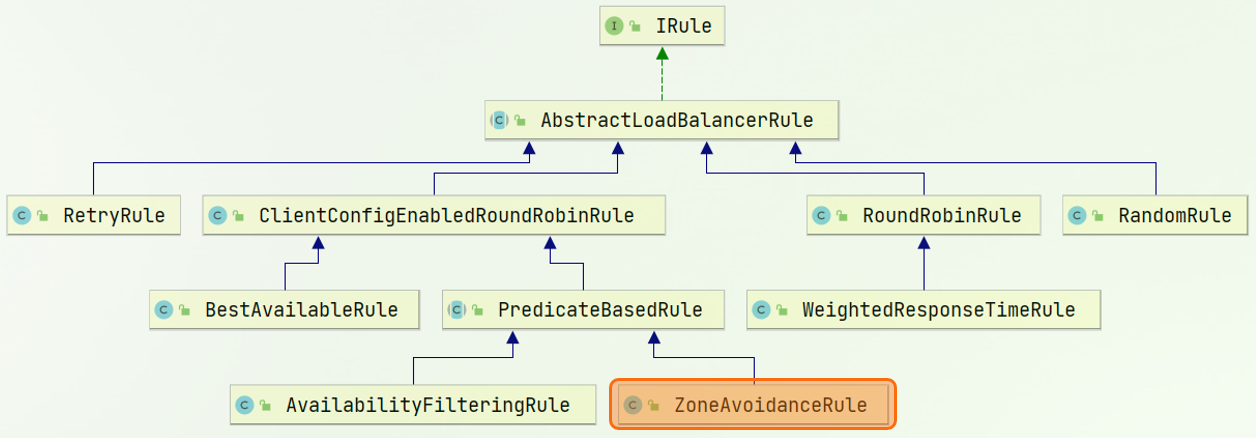 I IRule
C AbstractLoadBalancerRule
C RetryRule
C ClientConfigEnabledRoundRobinRule
C RoundRobinRule
C RandomRule
C BestAvailableRule
C PredicateBasedRule
C WeightedResponseTimeRule
C AvailabilityFilteringRule
C ZoneAvoidanceRule